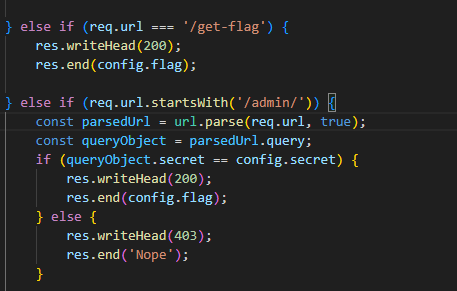 } else if (req.url === '/get-flag') {
res.writeHead(200);
res.end(config.flag);
} else if (req.url.startsWith('/admin/')) {
const parsedUrl = url.parse(req.url, true);
const queryObject = parsedUrl.query;
if (queryObject.secret == config.secret) {
res.writeHead(200);
res.end(config.flag);
} else {
res.writeHead(403);
res.end('Nope');
}